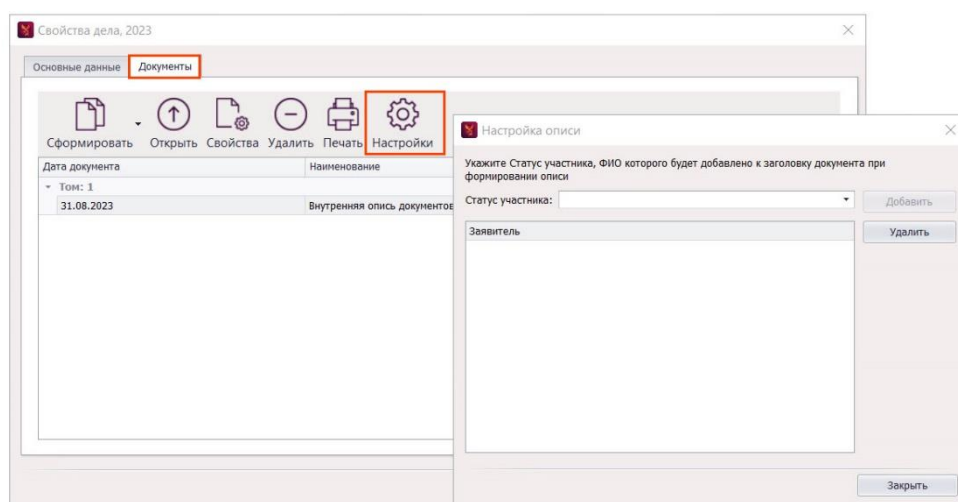 Свойства дела, 2023
Основные данные Документы
Сформировать Открыть Свойства Удалить Печать Настройки
Дата документа Наименование
Том: 1
31.08.2023 Внутренняя опись документов
Настройка описи
Укажите Статус участника, ФИО которого будет добавлено к заголовку документа при
формировании описи
Статус участника: Добавить
Заявитель Удалить
Закрыть